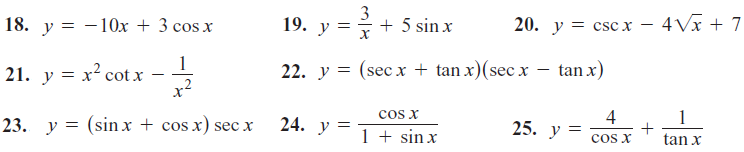 18. y = −10x + 3 cos x 19. y = 3/x + 5 sin x 20. y = csc x − 4√x + 7
21. y = x² cot x − 1/x² 22. y = (sec x + tan x)(sec x − tan x)
23. y = (sin x + cos x) sec x 24. y = cos x/(1 + sin x) 25. y = 4/cos x + 1/tan x